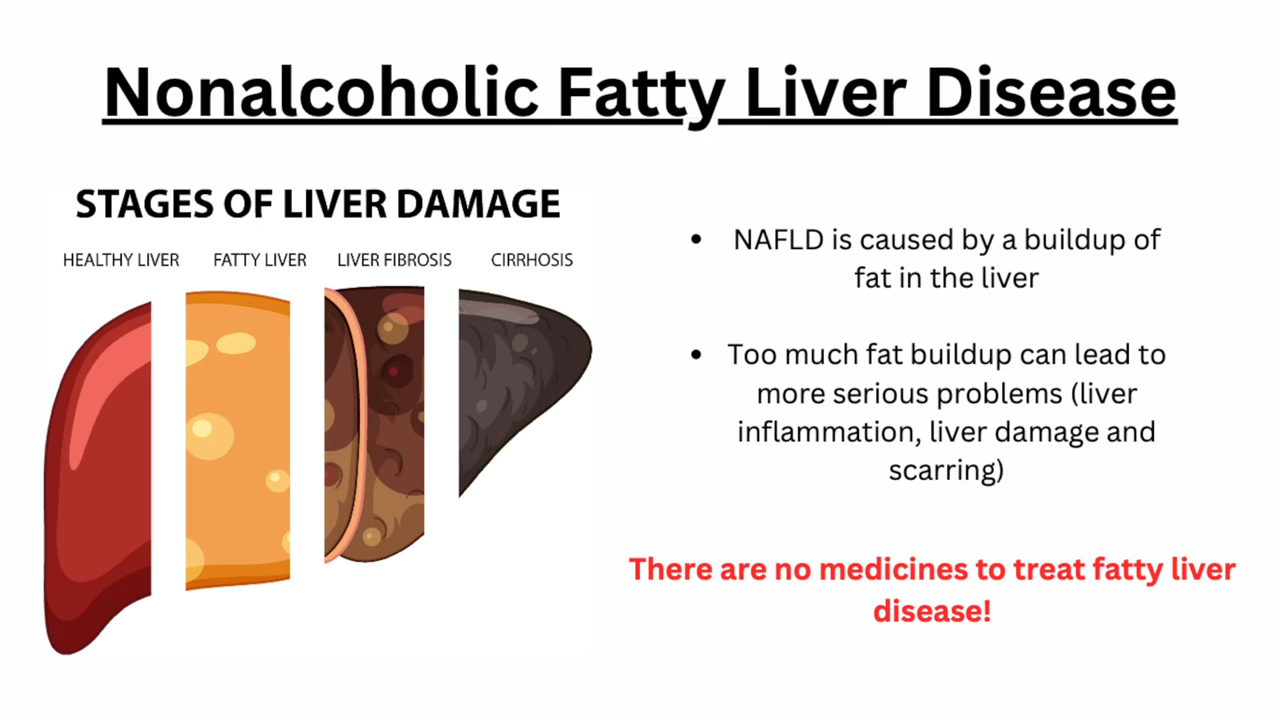 Nonalcoholic Fatty Liver Disease
STAGES OF LIVER DAMAGE
HEALTHY LIVER FATTY LIVER LIVER FIBROSIS CIRRHOSIS
• NAFLD is caused by a buildup of
fat in the liver
• Too much fat buildup can lead to
more serious problems (liver
inflammation, liver damage and
scarring)
There are no medicines to treat fatty liver
disease!